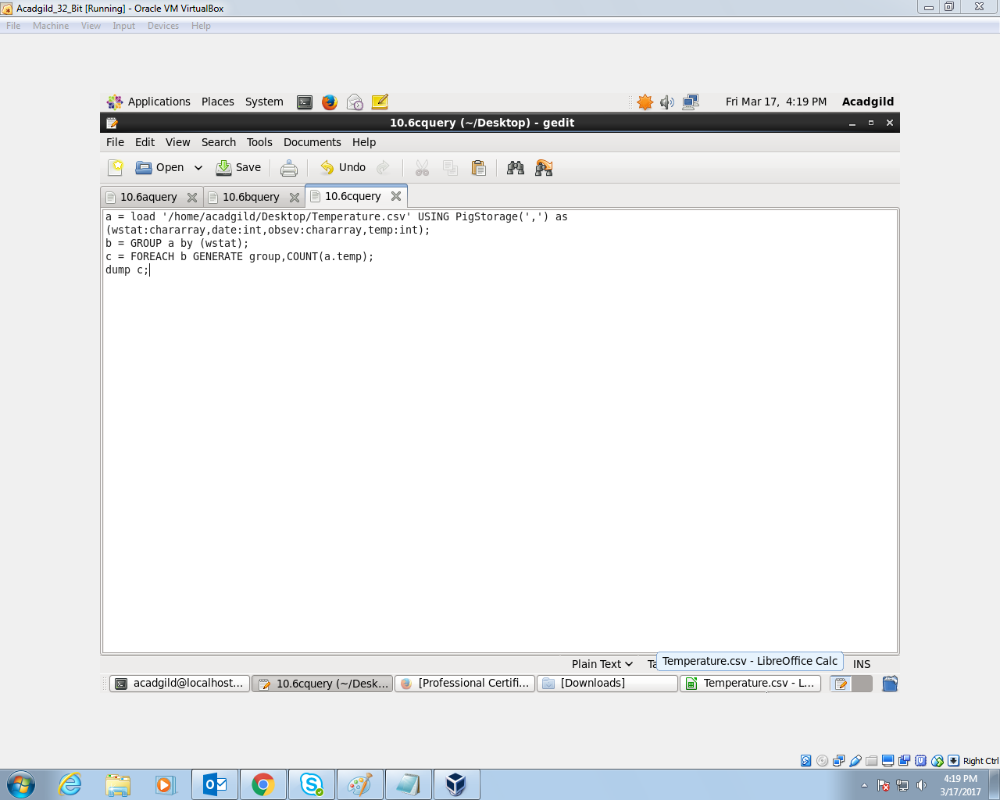 Acadgild_32_Bit [Running] - Oracle VM VirtualBox
File Machine View Input Devices Help
Applications Places System Fri Mar 17, 4:19 PM Acadgild
10.6cquery (~/Desktop) - gedit
File Edit View Search Tools Documents Help
Open Save Undo
10.6aquery 10.6bquery 10.6cquery
a = load '/home/acadgild/Desktop/Temperature.csv' USING PigStorage(',') as
(wstat:chararray,date:int,obsev:chararray,temp:int);
b = GROUP a by (wstat);
c = FOREACH b GENERATE group,COUNT(a.temp);
dump c;
Plain Text Ta Temperature.csv - LibreOffice Calc INS
acadgild@localhost... 10.6cquery (~/Desk... [Professional Certifi... [Downloads] Temperature.csv - L...
Right Ctrl
4:19 PM
3/17/2017